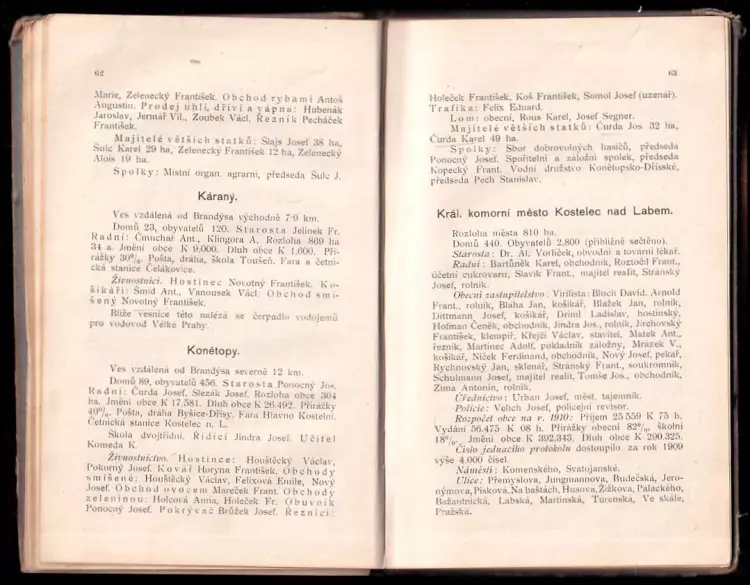 62
Marie, Zelenecký František. Obchod rybami Antoš
Augustin. Prodej uhlí, dříví a vápna: Hubenák
Jaroslav, Jermář Vil., Zoubek Václ. Řezník Pecháček
František.
Majitelé větších statků: Šlajs Josef 38 ha,
Šulc Karel 29 ha, Zelenecký František 12 ha, Zelenecký
Alois 19 ha.
Spolky: Místní organ. agrarní, předseda Šulc J.
Káraný.
Ves vzdálená od Brandýsa východně 7·9 km.
Domů 23, obyvatelů 120. Starosta Jelínek Fr.
Radní: Čmuchař Ant., Klingora A. Rozloha 869 ha
34 a. Jmění obce K 9.000. Dluh obce K 1.600. Při-
rážky 30%. Pošta, dráha, škola Toušeň. Fara a četni-
cká stanice Čelákovice.
Živnostníci. Hostinec Novotný František. Ko-
šíkáři: Šmíd Ant., Vanousek Václ. Obchod smí-
šený Novotný František.
Blíže vesnice této nalézá se čerpadlo vodojemů
pro vodovod Velké Prahy.
Konětopy.
Ves vzdálená od Brandýsa severně 12 km.
Domů 89, obyvatelů 456. Starosta Ponocný Jos.
Radní: Čurda Josef, Slezák Josef. Rozloha obce 304
ha. Jmění obce K 17.581. Dluh obce K 26.492. Přirážky
40%. Pošta, dráha Byšice-Dřísy. Fara Hlavno Kostelní.
Četnická stanice Kostelec n. L.
Škola dvojtřídní. Řídící Jindra Josef. Učitel
Komeda K.
Živnostnictvo. Hostince: Houštěcký Václav,
Pokorný Josef. Kovář Horyna František. Obchody
smíšené: Houštěcký Václav, Felixová Emilie, Nový
Josef. Obchod ovocem Mareček Frant. Obchody
zeleninou: Holcová Anna, Holeček Fr. Obuvník
Ponocný Josef. Pokrývač Brůžek Josef. Řezníci:
63
Holeček František, Koš František, Somol Josef (uzenář).
Trafika: Felix Eduard.
Lom: obecní, Rous Karel, Josef Segner.
Majitelé větších statků: Čurda Jos. 32 ha,
Čurda Karel 49 ha.
Spolky: Sbor dobrovolných hasičů, předseda
Ponocný Josef. Spořitelní a záložní spolek, předseda
Kopecký Frant. Vodní družstvo Konětopsko-Dřísské,
předseda Pech Stanislav.
Král. komorní město Kostelec nad Labem.
Rozloha města 810 ha.
Domů 440. Obyvatelů 2.800 (přibližně sečteno).
Starosta: Dr. Al. Vorlíček, obvodní a tovární lékař.
Radní: Bartůněk Karel, obchodník, Roztočil Frant.,
účetní cukrovaru, Slavík Frant., majitel realit, Stránský
Josef, rolník.
Obecní zastupitelstvo: Virilista: Bloch David. Arnold
Frant., rolník, Bláha Jan, košíkář, Blažek Jan, rolník,
Dittmann Josef, košíkář, Driml Ladislav, hostinský,
Hofman Čeněk, obchodník, Jindra Jos., rolník, Jirchovský
František, klempíř, Křejčí Václav, stavitel, Matek Ant.,
řezník, Martinec Adolf, pokladník záložny, Mrázek V.,
košíkář, Níček Ferdinand, obchodník, Nový Josef, pekař,
Rychnovský Jan, sklenář, Stránský Frant., soukromník,
Schulmann Josef, majitel realit, Tomše Jos., obchodník,
Zima Antonín, rolník.
Úřednictvo: Urban Josef, měst. tajemník.
Policie: Velich Josef, policejní revisor.
Rozpočet obce na r. 1910: Příjem 25 559 K 75 h.
Vydání 56.475 K 08 h. Přirážky obecní 82%, školní
18%. Jmění obce K 392.343. Dluh obce K 290.325.
Číslo jednacího protokolu dostoupilo za rok 1909
výše 4.000 čísel.
Náměstí: Komenského, Svatojanské.
Ulice: Přemyslova, Jungmannova, Budečská, Jero-
nýmova, Písková, Na baštách, Husova, Žižkova, Palackého,
Bažantnická, Labská, Martinská, Turenská, Ve skále,
Pražská.